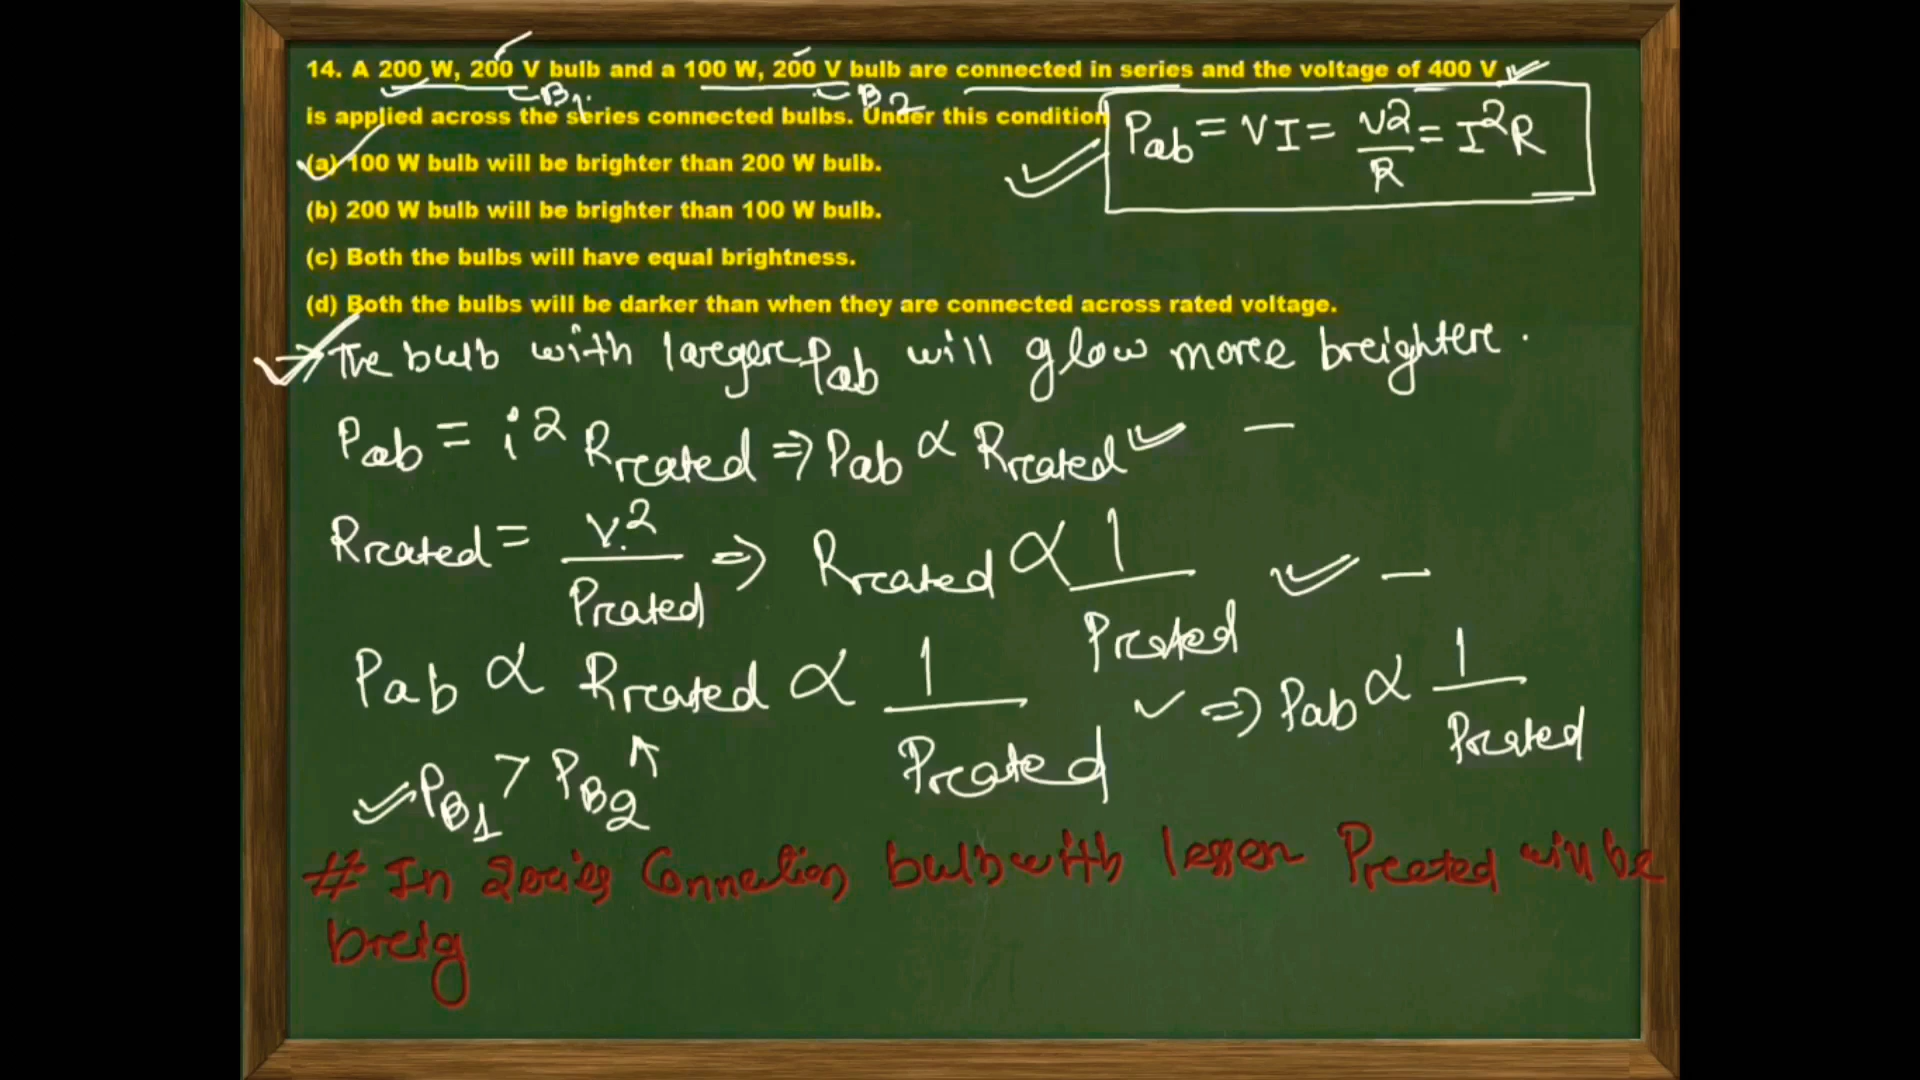 14. A 200 W, 200 V bulb and a 100 W, 200 V bulb are connected in series and the voltage of 400 V
B1 B2
is applied across the series connected bulbs. Under this condition
(a) 100 W bulb will be brighter than 200 W bulb.
Pab = VI = V2/R = I2R
(b) 200 W bulb will be brighter than 100 W bulb.
(c) Both the bulbs will have equal brightness.
(d) Both the bulbs will be darker than when they are connected across rated voltage.
→ The bulb with larger Pab will glow more brighter.
Pab = i2 Rrated ⇒ Pab ∝ Rrated
Rrated = V2/Prated ⇒ Rrated ∝ 1/Prated
Pab ∝ Rrated ∝ 1/Prated ⇒ Pab ∝ 1/Prated
PB1 > PB2
# In Series Connection bulb with lesser Prated will be
breig